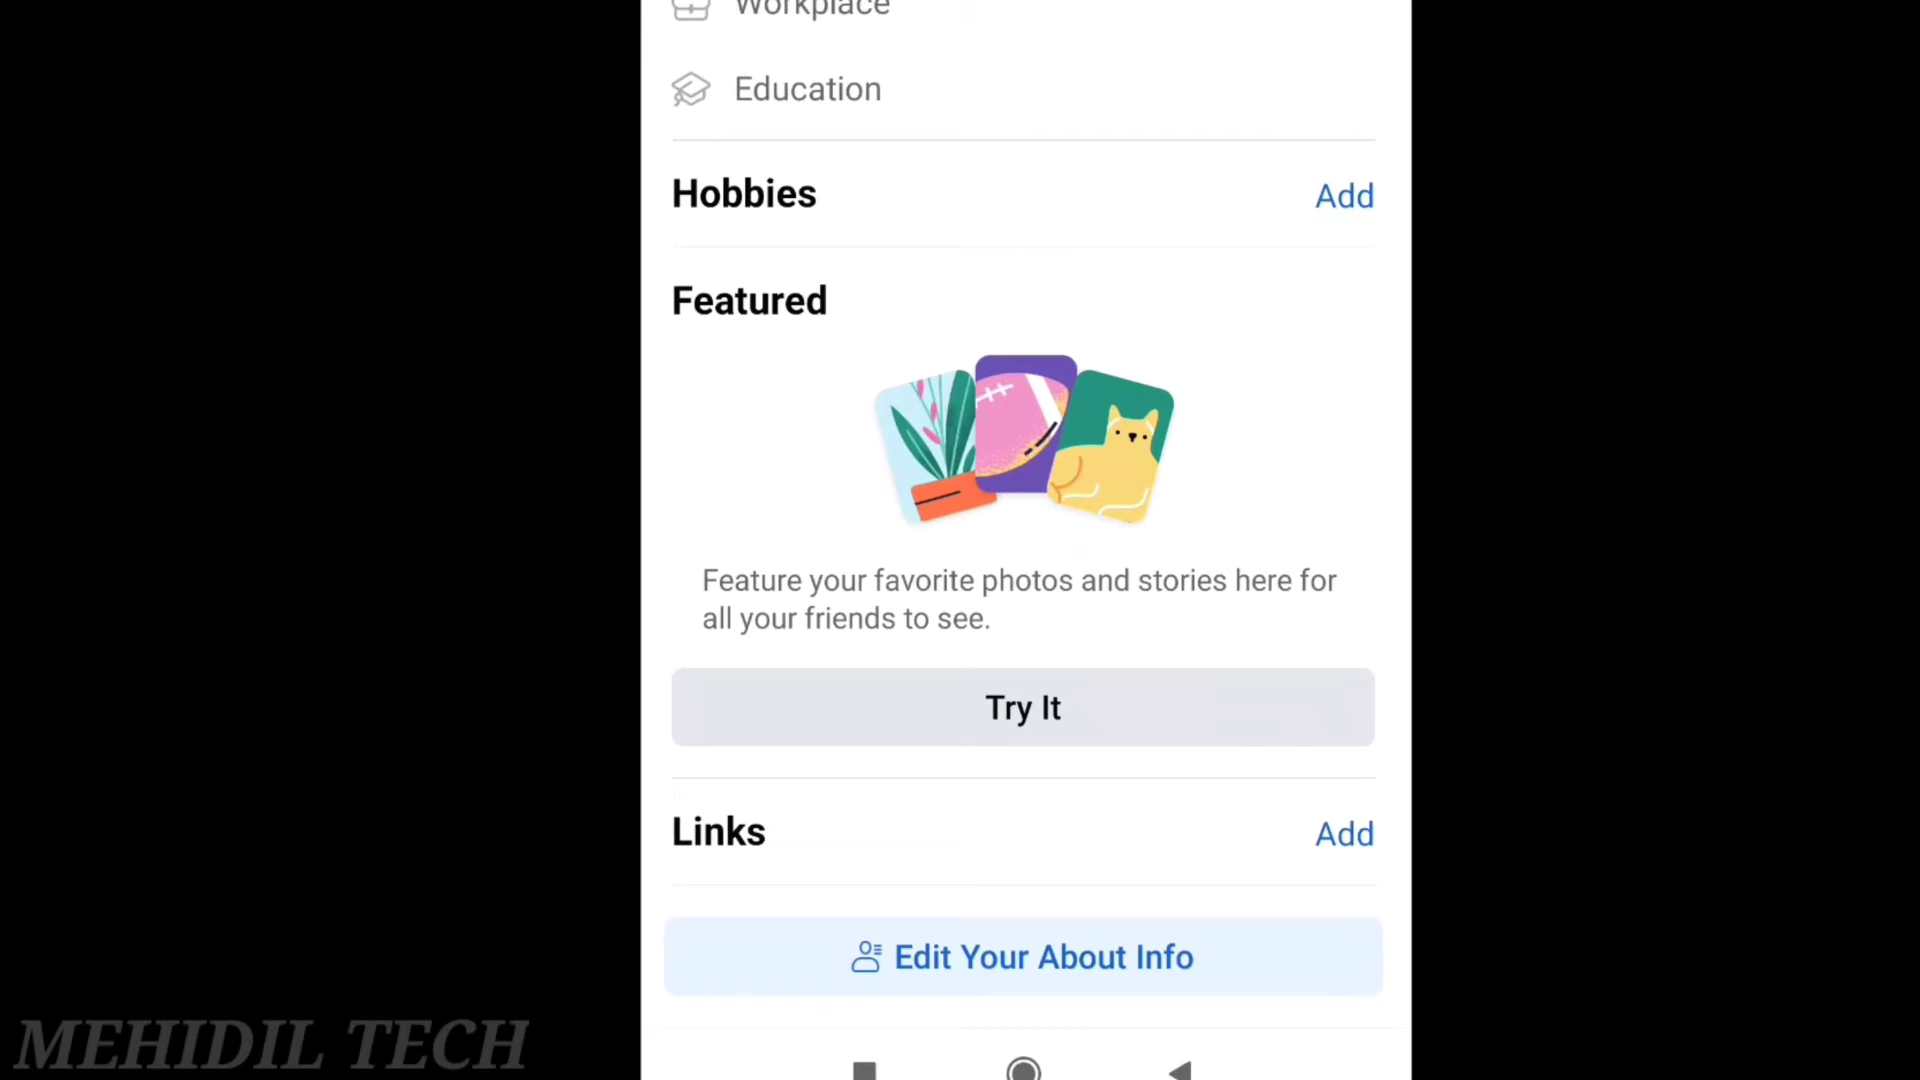 Workplace
Education
Hobbies
Add
Featured
Feature your favorite photos and stories here for
all your friends to see.
Try It
Links
Add
Edit Your About Info
MEHIDIL TECH